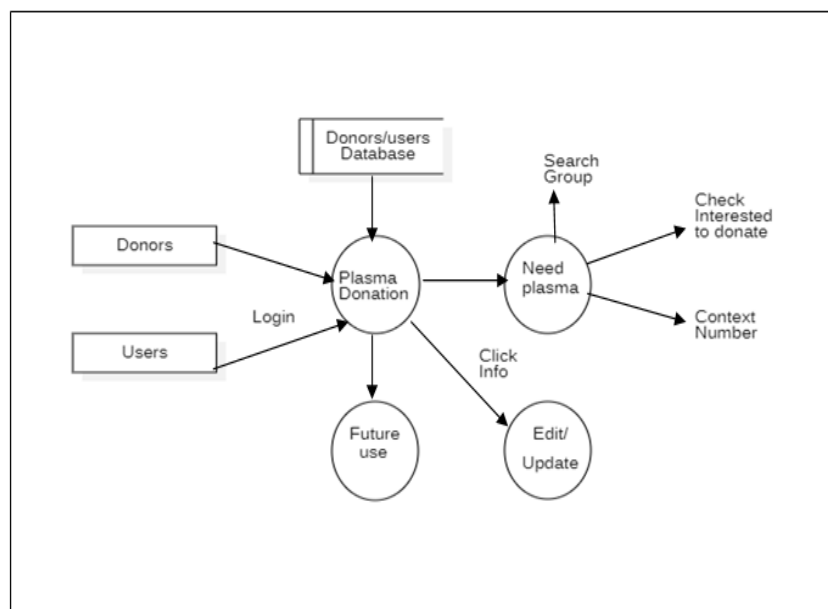 Donors/users
Database
Search
Group
Check
Interested
to donate
Donors
Plasma
Donation
Need
plasma
Login
Context
Number
Users
Click
Info
Future
use
Edit/
Update